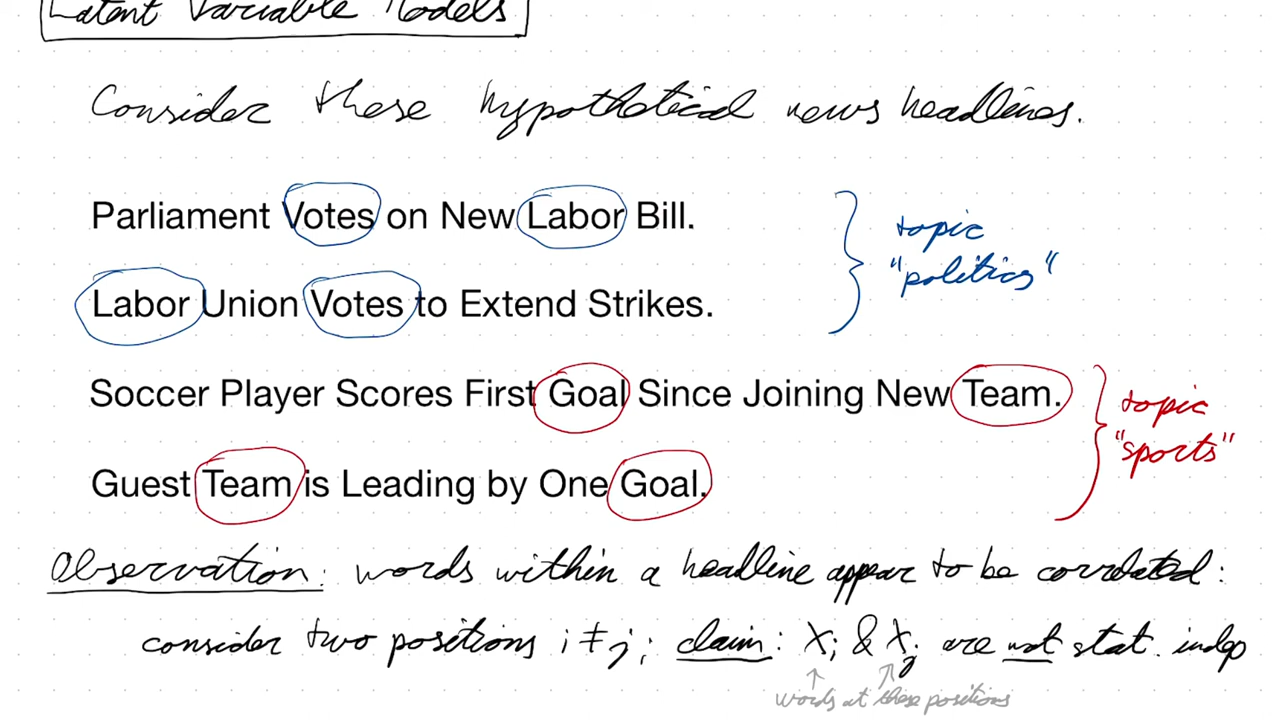 Latent Variable Models
Consider these hypothetical news headlines.
Parliament Votes on New Labor Bill.
topic
"politics"
Labor Union Votes to Extend Strikes.
Soccer Player Scores First Goal Since Joining New Team.
topic
"sports"
Guest Team is Leading by One Goal.
Observation: words within a headline appear to be correlated:
consider two positions i ≠ j; claim: Xi & Xj are not stat. indep
words at these positions